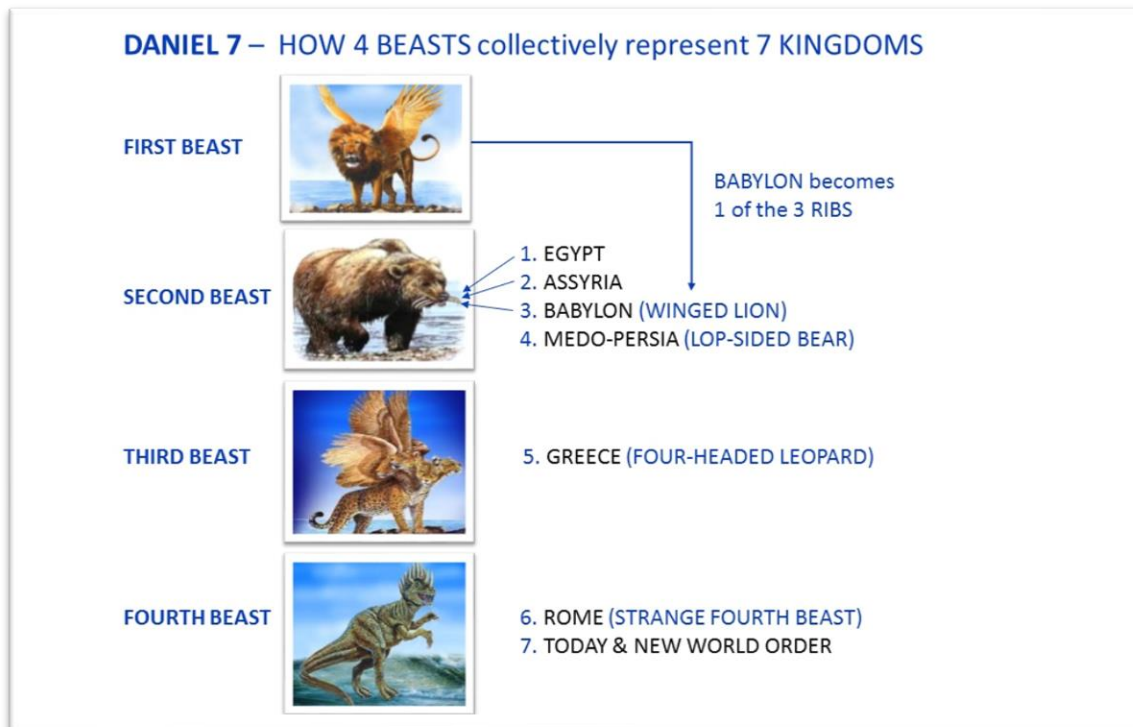 DANIEL 7 – HOW 4 BEASTS collectively represent 7 KINGDOMS
FIRST BEAST
BABYLON becomes
1 of the 3 RIBS
SECOND BEAST
1. EGYPT
2. ASSYRIA
3. BABYLON (WINGED LION)
4. MEDO-PERSIA (LOP-SIDED BEAR)
THIRD BEAST
5. GREECE (FOUR-HEADED LEOPARD)
FOURTH BEAST
6. ROME (STRANGE FOURTH BEAST)
7. TODAY & NEW WORLD ORDER